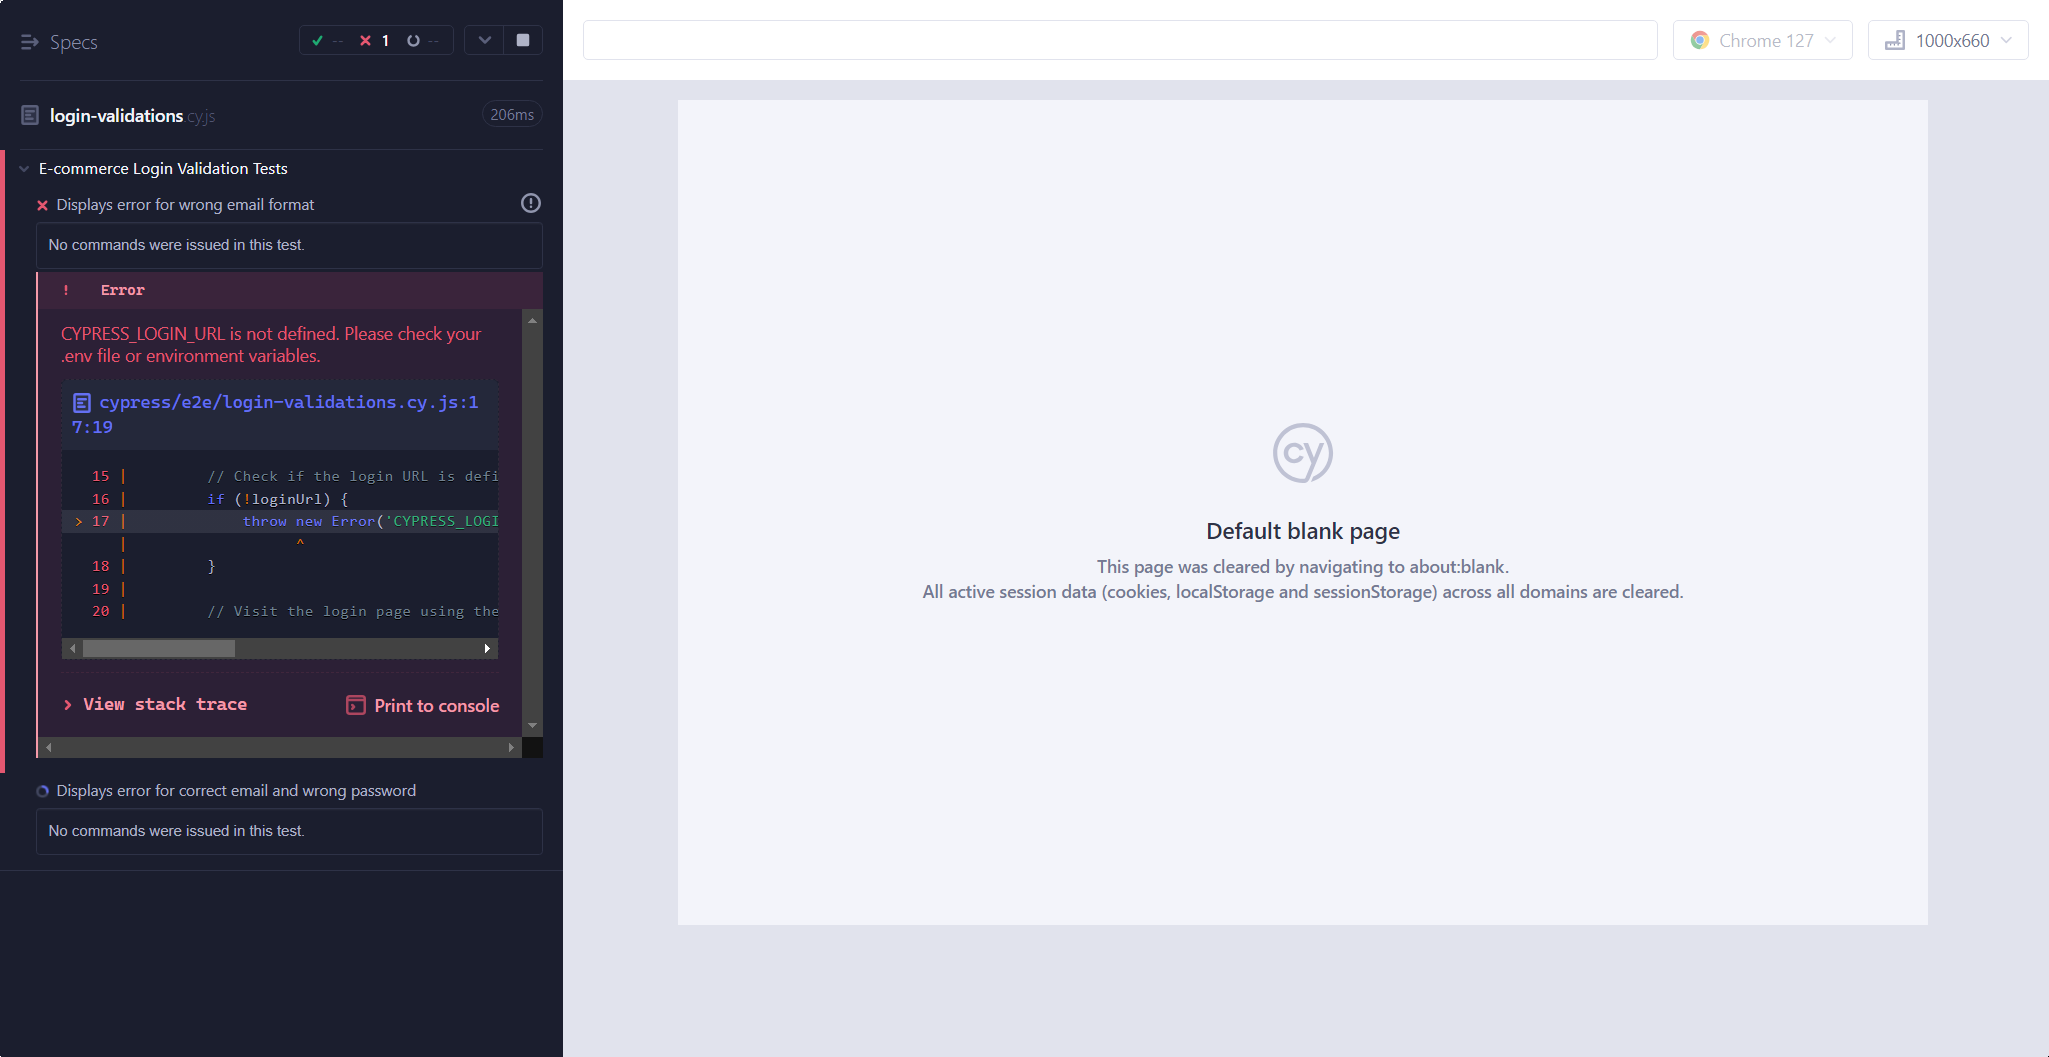 Specs
-- 1 --
login-validations.cy.js
206ms
E-commerce Login Validation Tests
Displays error for wrong email format
No commands were issued in this test.
! Error
CYPRESS_LOGIN_URL is not defined. Please check your
.env file or environment variables.
cypress/e2e/login-validations.cy.js:1
7:19
15 | // Check if the login URL is defi
16 | if (!loginUrl) {
> 17 | throw new Error('CYPRESS_LOGI
| ^
18 | }
19 |
20 | // Visit the login page using the
View stack trace
Print to console
Displays error for correct email and wrong password
No commands were issued in this test.
Chrome 127
1000x660
cy
Default blank page
This page was cleared by navigating to about:blank.
All active session data (cookies, localStorage and sessionStorage) across all domains are cleared.